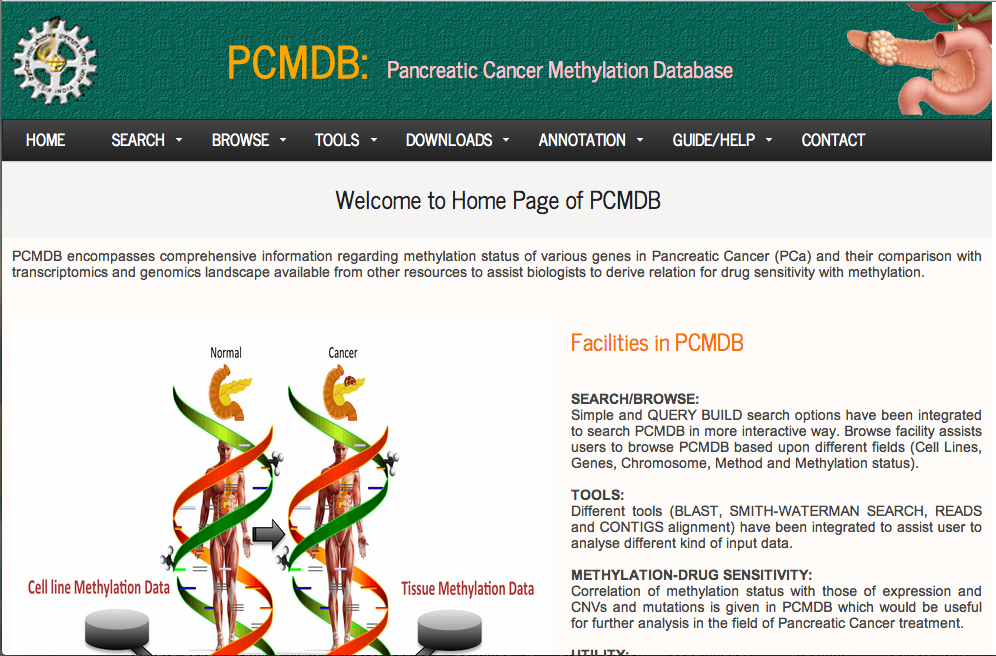 PCMDB: Pancreatic Cancer Methylation Database
HOME SEARCH BROWSE TOOLS DOWNLOADS ANNOTATION GUIDE/HELP CONTACT
Welcome to Home Page of PCMDB
PCMDB encompasses comprehensive information regarding methylation status of various genes in Pancreatic Cancer (PCa) and their comparison with
transcriptomics and genomics landscape available from other resources to assist biologists to derive relation for drug sensitivity with methylation.
Normal Cancer
Cell line Methylation Data
Tissue Methylation Data
Facilities in PCMDB
SEARCH/BROWSE:
Simple and QUERY BUILD search options have been integrated
to search PCMDB in more interactive way. Browse facility assists
users to browse PCMDB based upon different fields (Cell Lines,
Genes, Chromosome, Method and Methylation status).
TOOLS:
Different tools (BLAST, SMITH-WATERMAN SEARCH, READS
and CONTIGS alignment) have been integrated to assist user to
analyse different kind of input data.
METHYLATION-DRUG SENSITIVITY:
Correlation of methylation status with those of expression and
CNVs and mutations is given in PCMDB which would be useful
for further analysis in the field of Pancreatic Cancer treatment.
UTILITY: